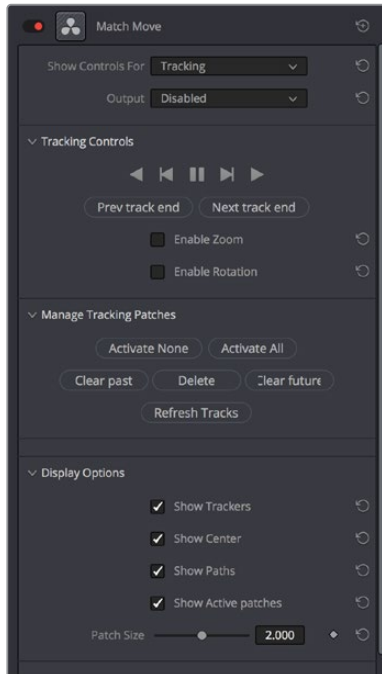 Match Move
Show Controls For Tracking
Output Disabled
Tracking Controls
Prev track end Next track end
Enable Zoom
Enable Rotation
Manage Tracking Patches
Activate None Activate All
Clear past Delete Clear future
Refresh Tracks
Display Options
Show Trackers
Show Center
Show Paths
Show Active patches
Patch Size 2.000